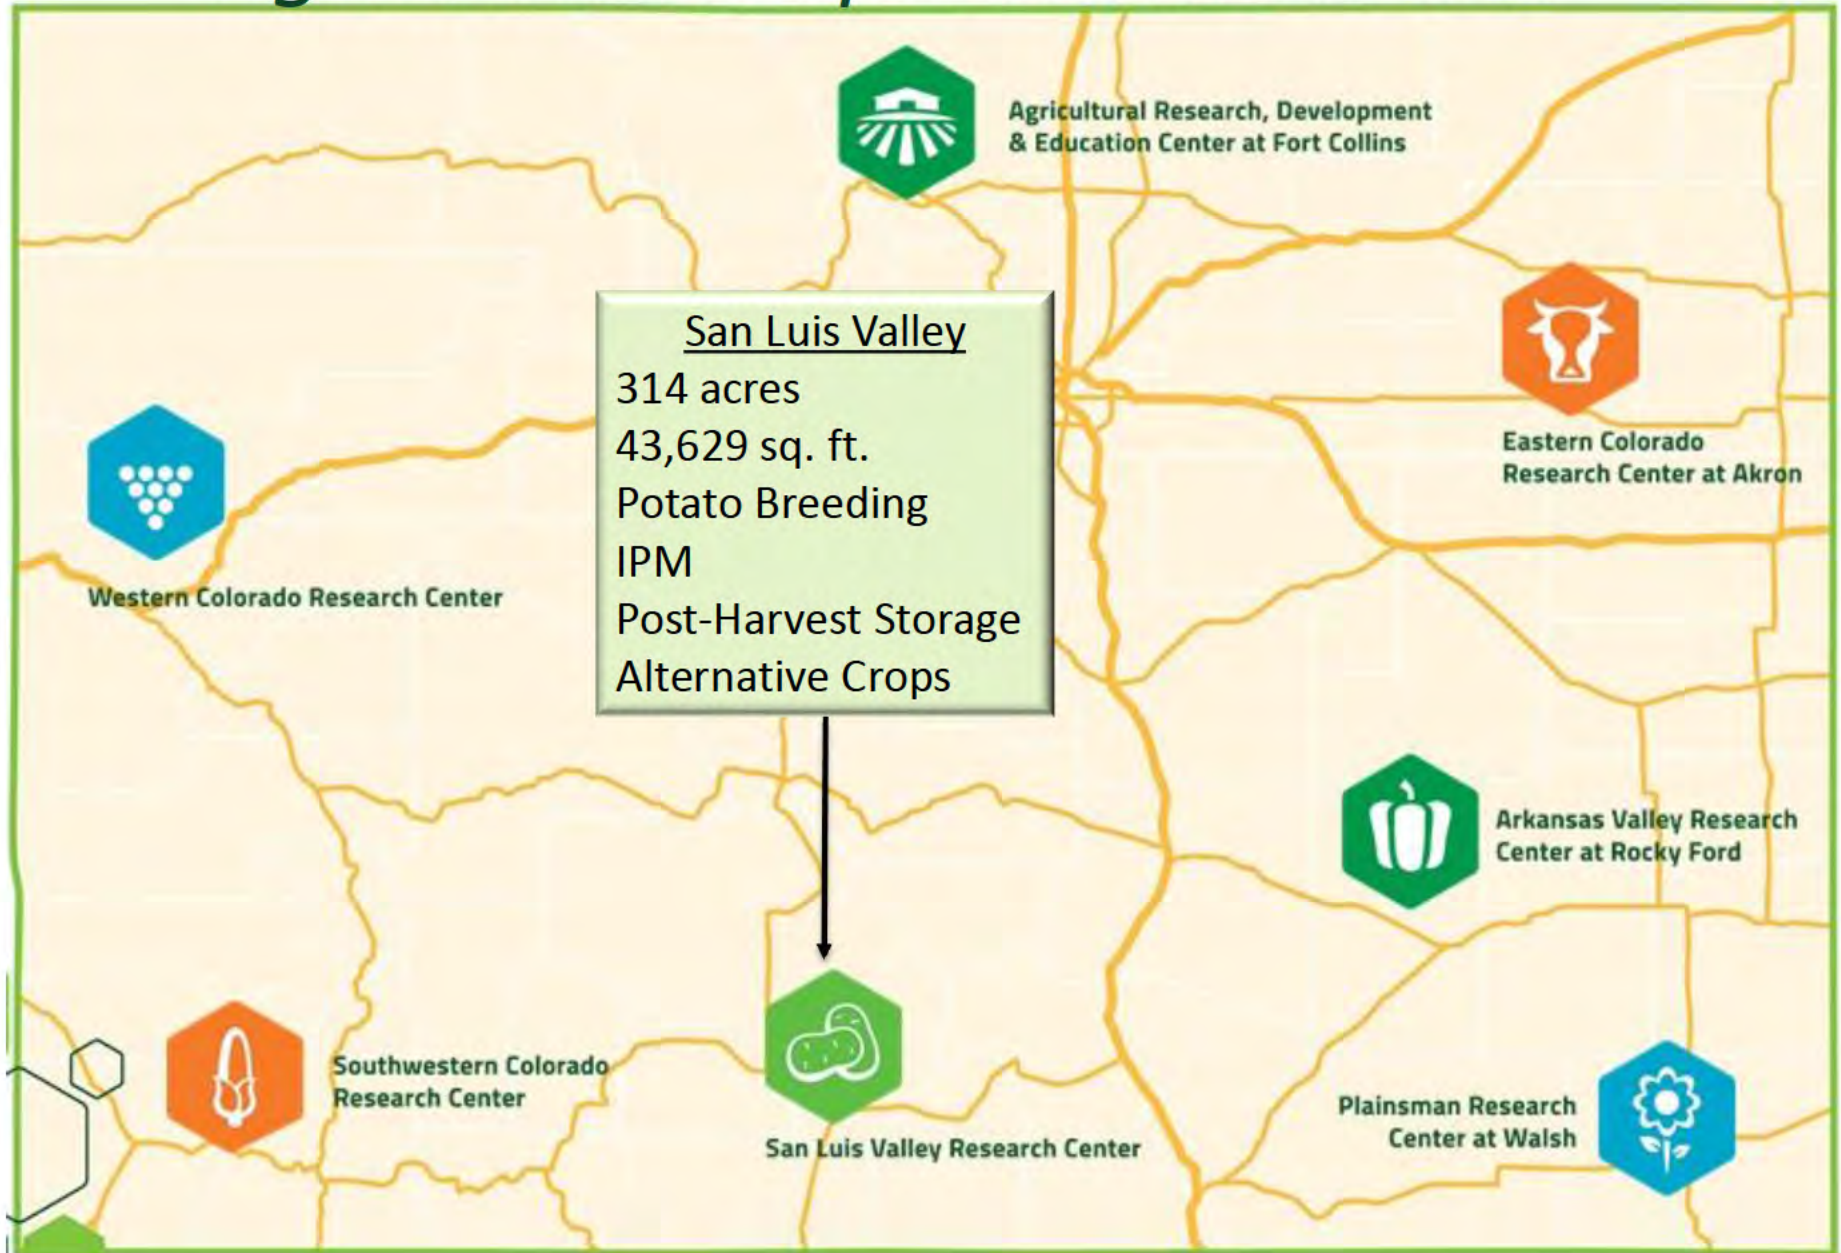 Agricultural Research, Development
& Education Center at Fort Collins
San Luis Valley
314 acres
43,629 sq. ft.
Potato Breeding
IPM
Post-Harvest Storage
Alternative Crops
Eastern Colorado
Research Center at Akron
Western Colorado Research Center
Arkansas Valley Research
Center at Rocky Ford
Southwestern Colorado
Research Center
San Luis Valley Research Center
Plainsman Research
Center at Walsh